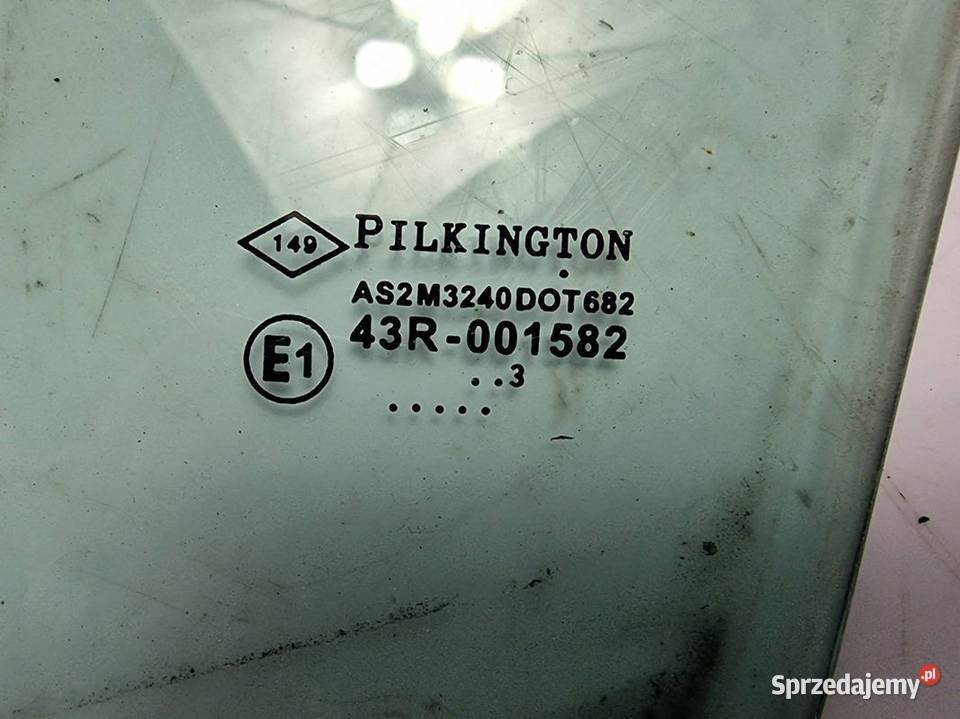 149 PILKINGTON
AS2M3240DOT682
E1 43R-001582
..3
.....
Sprzedajemy.pl